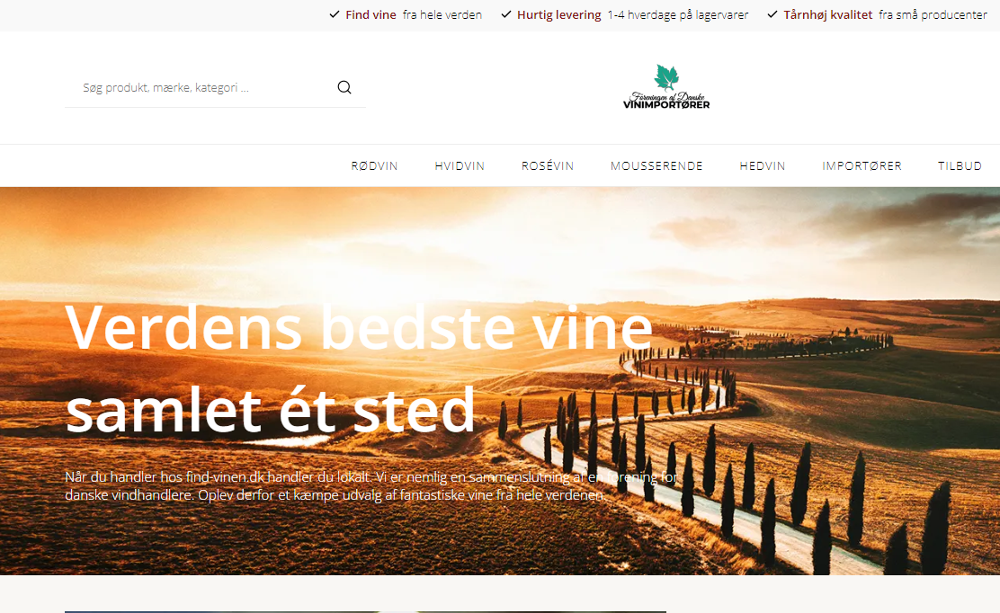 Find vine fra hele verden Hurtig levering 1-4 hverdage på lagervarer Tårnhøj kvalitet fra små producenter
Søg produkt, mærke, kategori ...
Foreningen af Danske
VINIMPORTØRER
RØDVIN HVIDVIN ROSÉVIN MOUSSERENDE HEDVIN IMPORTØRER TILBUD
Verdens bedste vine
samlet ét sted
Når du handler hos find-vinen.dk handler du lokalt. Vi er nemlig en sammenslutning af en forening for
danske vindhandlere. Oplev derfor et kæmpe udvalg af fantastiske vine fra hele verdenen.